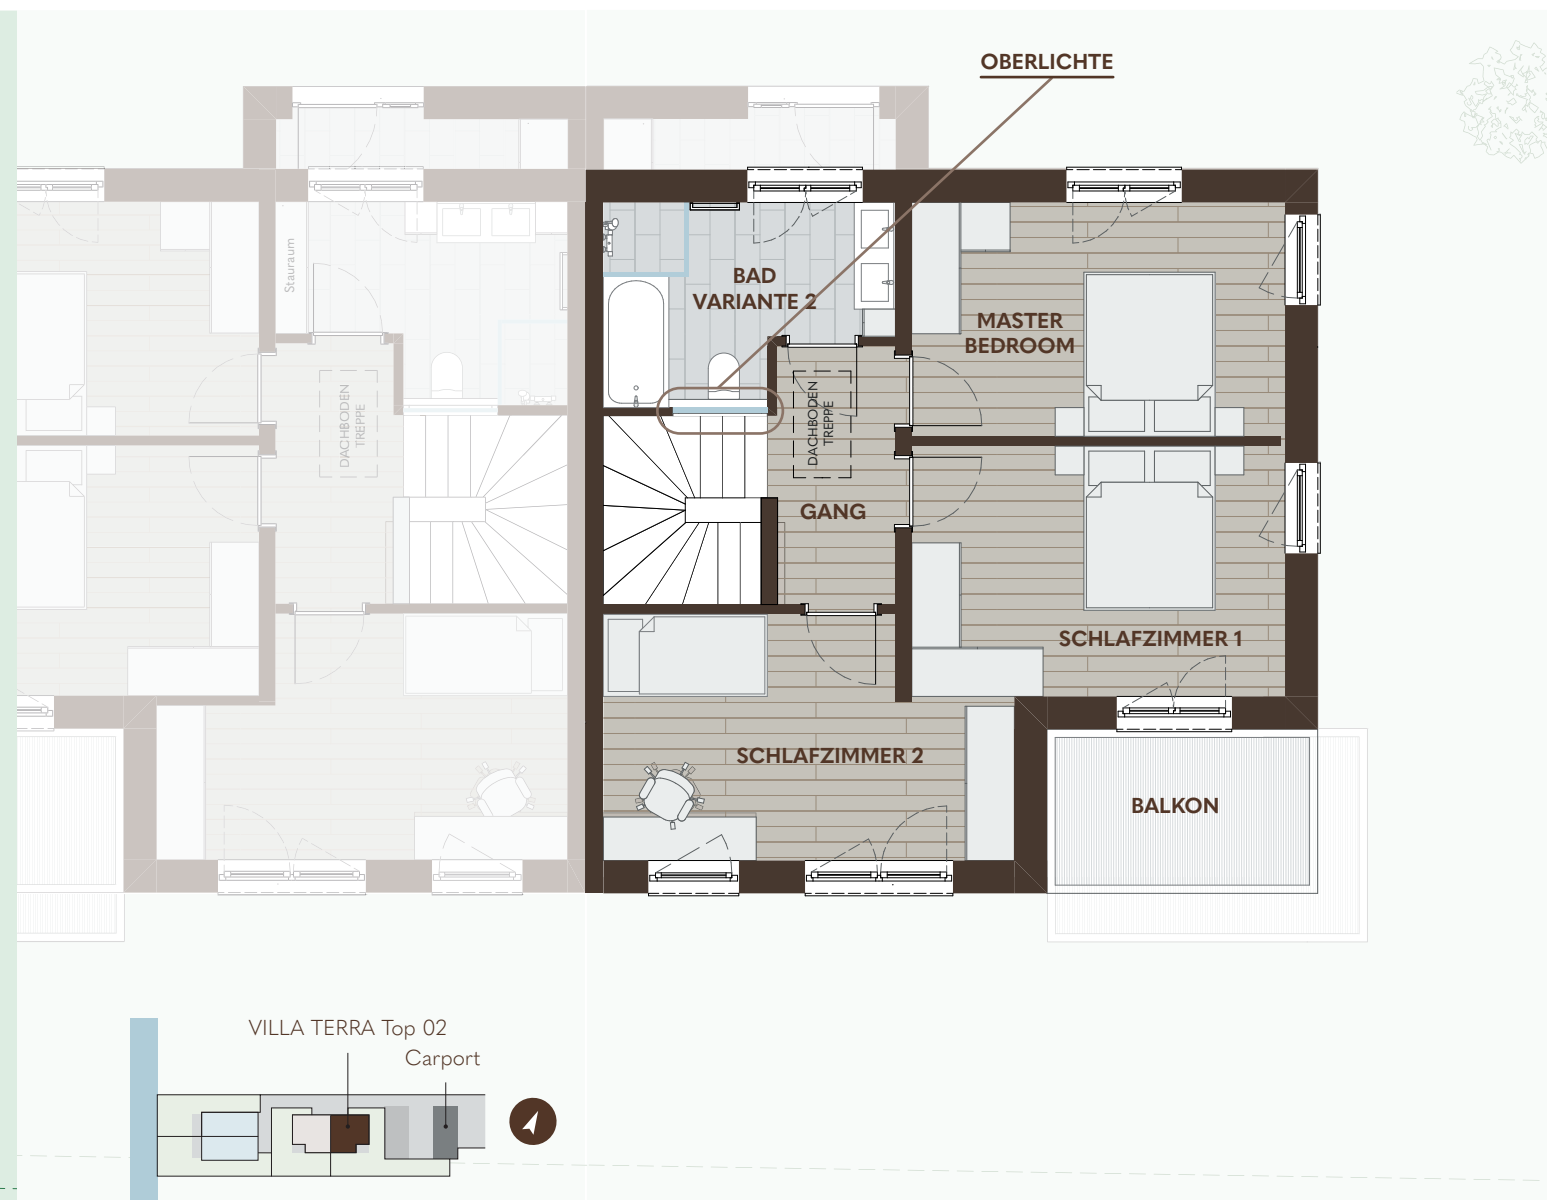 OBERLICHTE
Stauraum
BAD
VARIANTE 2
MASTER
BEDROOM
DACHBODEN
TREPPE
DACHBODEN
TREPPE
GANG
SCHLAFZIMMER 1
SCHLAFZIMMER 2
BALKON
VILLA TERRA Top 02
Carport